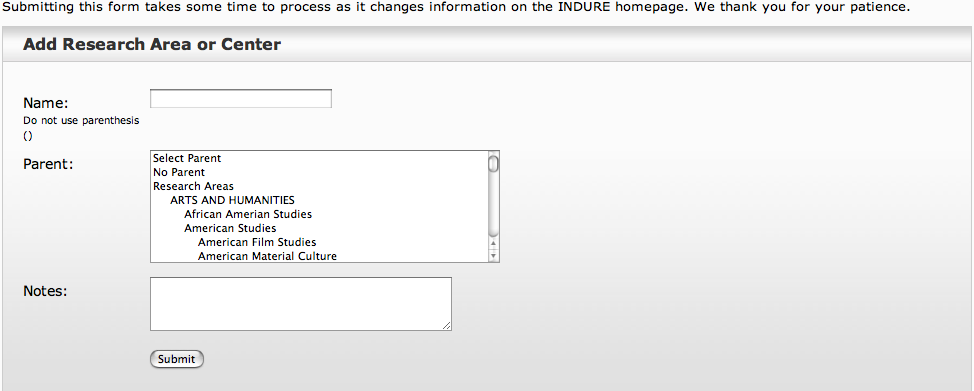 Submitting this form takes some time to process as it changes information on the INDURE homepage. We thank you for your patience.
Add Research Area or Center
Name:
Do not use parenthesis
()
Parent:
Select Parent
No Parent
Research Areas
ARTS AND HUMANITIES
African Amerian Studies
American Studies
American Film Studies
American Material Culture
Notes:
Submit